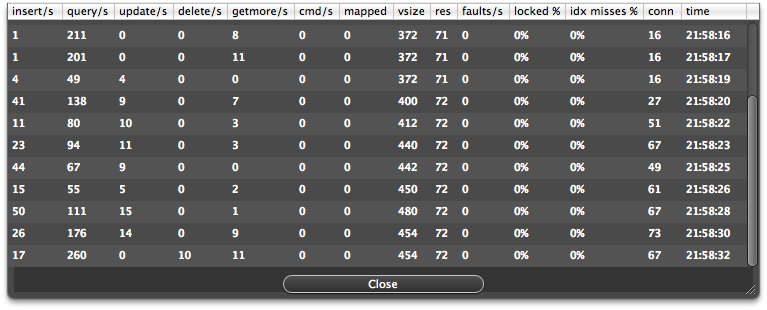 insert/s query/s update/s delete/s getmore/s cmd/s mapped vsize res faults/s locked % idx misses % conn time
1 211 0 0 8 0 0 372 71 0 0% 0% 16 21:58:16
1 201 0 0 11 0 0 372 71 0 0% 0% 16 21:58:17
4 49 4 0 0 0 0 372 71 0 0% 0% 16 21:58:19
41 138 9 0 7 0 0 400 72 0 0% 0% 27 21:58:20
11 80 10 0 3 0 0 412 72 0 0% 0% 51 21:58:22
23 94 11 0 3 0 0 440 72 0 0% 0% 67 21:58:23
44 67 9 0 0 0 0 442 72 0 0% 0% 49 21:58:25
15 55 5 0 2 0 0 450 72 0 0% 0% 61 21:58:26
50 111 15 0 1 0 0 480 72 0 0% 0% 67 21:58:28
26 176 14 0 9 0 0 454 72 0 0% 0% 73 21:58:30
17 260 0 10 11 0 0 454 72 0 0% 0% 67 21:58:32
Close